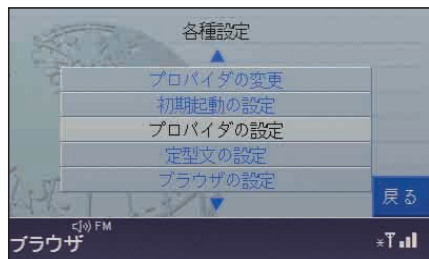 各種設定
プロバイダの変更
初期起動の設定
プロバイダの設定
定型文の設定
ブラウザの設定
戻る
FM
ブラウザ